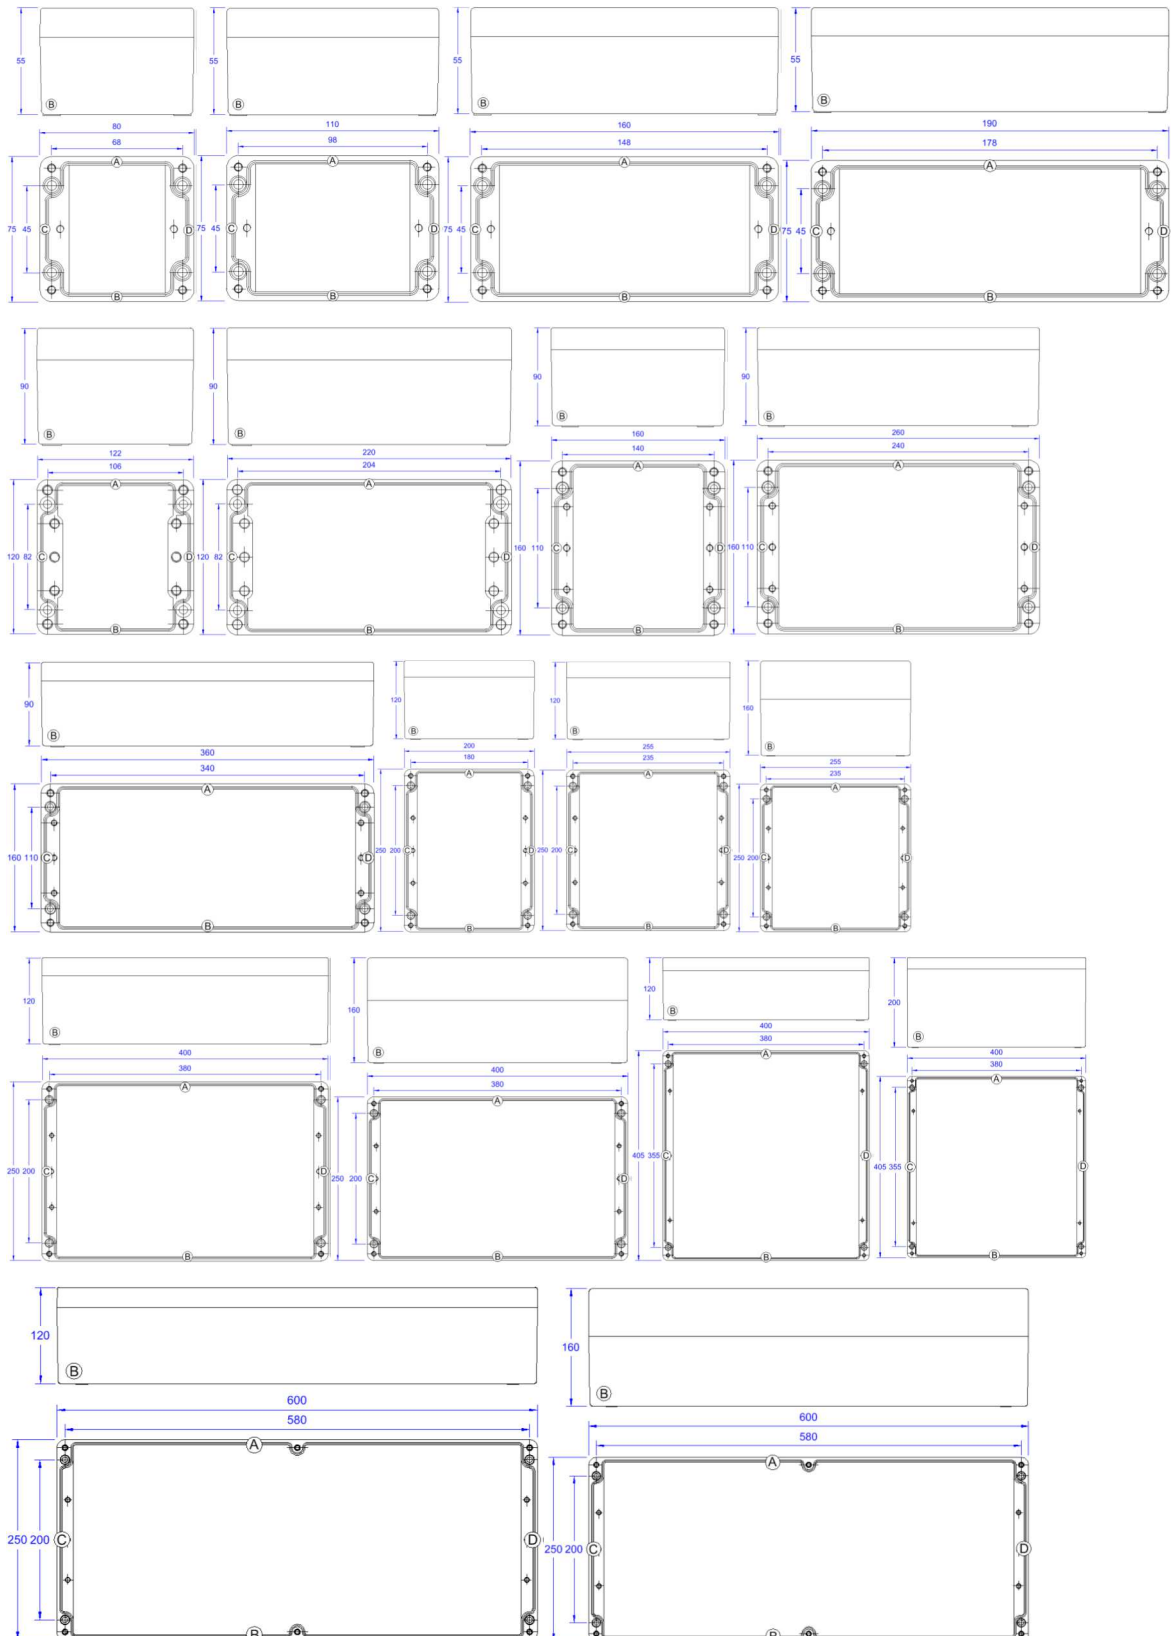 55 B 55 B 55 B 55 B
80 110 160 190
68 98 148 178
A A A A
75 45 C D 75 45 C D 75 45 C D 75 45 C D
B B B B
90 B 90 B 90 B 90 B
122 220 160 260
106 204 140 240
A A A A
120 82 C D 120 82 C D 160 110 C D 160 110 C D
B B B B
90 B 120 B 120 B 160 B
360 200 255 255
340 180 235 235
A A A A
160 110 C D 250 200 C D 250 200 C D 250 200 C D
B B B B
120 B 160 B 120 B 200 B
400 400 400 400
380 380 380 380
A A A A
250 200 C D 250 200 C D 405 355 C D 405 355 C D
B B B B
120 B 160 B
600 600
580 580
A A
250 200 C D 250 200 C D
B B